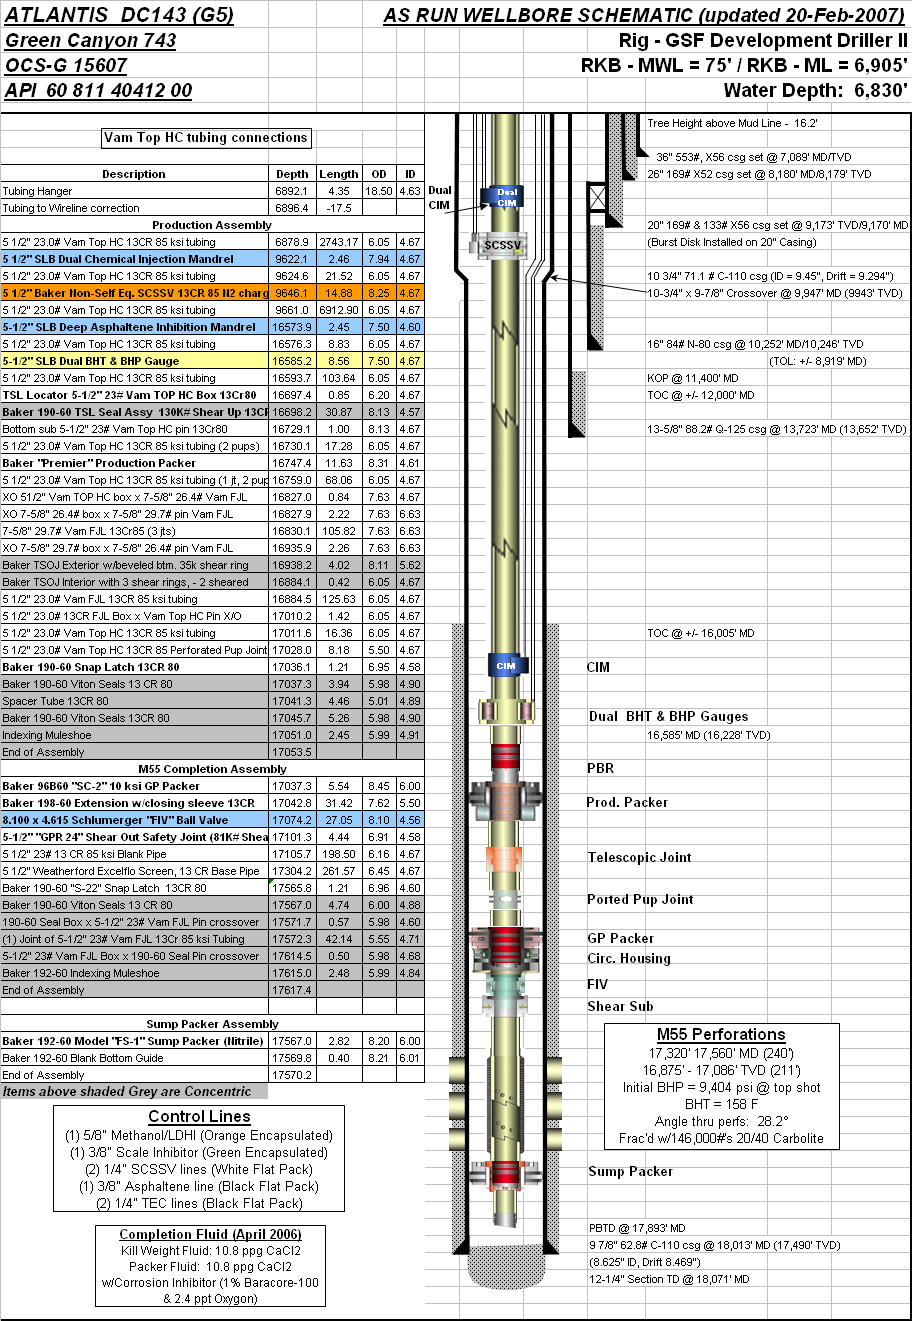 ATLANTIS DC143 (G5)
AS RUN WELLBORE SCHEMATIC (updated 20-Feb-2007)
Green Canyon 743
Rig - GSF Development Driller II
OCS-G 15607
RKB - MWL = 75' / RKB - ML = 6,905'
API 60 811 40412 00
Water Depth: 6,830'
Vam Top HC tubing connections
Description Depth Length OD ID
Tubing Hanger 6892.1 4.35 18.50 4.63
Tubing to Wireline correction 6896.4 -17.5
Production Assembly
5 1/2" 23.0# Vam Top HC 13CR 85 ksi tubing 6878.9 2743.17 6.05 4.67
5 1/2" SLB Dual Chemical Injection Mandrel 9622.1 2.46 7.94 4.67
5 1/2" 23.0# Vam Top HC 13CR 85 ksi tubing 9624.6 21.52 6.05 4.67
5 1/2" Baker Non-Self Eq. SCSSV 13CR 85 N2 charg 9646.1 14.88 8.25 4.67
5 1/2" 23.0# Vam Top HC 13CR 85 ksi tubing 9661.0 6912.90 6.05 4.67
5-1/2" SLB Deep Asphaltene Inhibition Mandrel 16573.9 2.45 7.50 4.60
5 1/2" 23.0# Vam Top HC 13CR 85 ksi tubing 16576.3 8.83 6.05 4.67
5-1/2" SLB Dual BHT & BHP Gauge 16585.2 8.56 7.50 4.67
5 1/2" 23.0# Vam Top HC 13CR 85 ksi tubing 16593.7 103.64 6.05 4.67
TSL Locator 5-1/2" 23# Vam TOP HC Box 13Cr80 16697.4 0.85 6.20 4.67
Baker 190-60 TSL Seal Assy 130K# Shear Up 13CF 16698.2 30.87 8.13 4.57
Bottom sub 5-1/2" 23# Vam Top HC pin 13Cr80 16729.1 1.00 8.13 4.67
5 1/2" 23.0# Vam Top HC 13CR 85 ksi tubing (2 pups) 16730.1 17.28 6.05 4.67
Baker "Premier" Production Packer 16747.4 11.63 8.31 4.61
5 1/2" 23.0# Vam Top HC 13CR 85 ksi tubing (1 jt, 2 pup 16759.0 68.06 6.05 4.67
XO 51/2" Vam TOP HC box x 7-5/8" 26.4# Vam FJL 16827.0 0.84 7.63 4.67
XO 7-5/8" 26.4# box x 7-5/8" 29.7# pin Vam FJL 16827.9 2.22 7.63 6.63
7-5/8" 29.7# Vam FJL 13Cr85 (3 jts) 16830.1 105.82 7.63 6.63
XO 7-5/8" 29.7# box x 7-5/8" 26.4# pin Vam FJL 16935.9 2.26 7.63 6.63
Baker TSOJ Exterior w/beveled btm. 35k shear ring 16938.2 4.02 8.11 5.62
Baker TSOJ Interior with 3 shear rings, - 2 sheared 16884.1 0.42 6.05 4.67
5 1/2" 23.0# Vam FJL 13CR 85 ksi tubing 16884.5 125.63 6.05 4.67
5 1/2" 23.0# 13CR FJL Box x Vam Top HC Pin X/O 17010.2 1.42 6.05 4.67
5 1/2" 23.0# Vam Top HC 13CR 85 ksi tubing 17011.6 16.36 6.05 4.67
5 1/2" 23.0# Vam Top HC 13CR 85 Perforated Pup Joint 17028.0 8.18 5.50 4.67
Baker 190-60 Snap Latch 13CR 80 17036.1 1.21 6.95 4.58
Baker 190-60 Viton Seals 13 CR 80 17037.3 3.94 5.98 4.90
Spacer Tube 13CR 80 17041.3 4.46 5.01 4.89
Baker 190-60 Viton Seals 13CR 80 17045.7 5.26 5.98 4.90
Indexing Muleshoe 17051.0 2.45 5.99 4.91
End of Assembly 17053.5
M55 Completion Assembly
Baker 96B60 "SC-2" 10 ksi GP Packer 17037.3 5.54 8.45 6.00
Baker 198-60 Extension w/closing sleeve 13CR 17042.8 31.42 7.62 5.50
8.100 x 4.615 Schlumerger "FIV" Ball Valve 17074.2 27.05 8.10 4.56
5-1/2" "GPR 24" Shear Out Safety Joint (81K# Shea 17101.3 4.44 6.91 4.58
5 1/2" 23# 13 CR 85 ksi Blank Pipe 17105.7 198.50 6.16 4.67
5 1/2" Weatherford Excelflo Screen, 13 CR Base Pipe 17304.2 261.57 6.45 4.67
Baker 190-60 "S-22" Snap Latch 13CR 80 17565.8 1.21 6.96 4.60
Baker 190-60 Viton Seals 13 CR 80 17567.0 4.74 6.00 4.88
190-60 Seal Box x 5-1/2" 23# Vam FJL Pin crossover 17571.7 0.57 5.98 4.60
(1) Joint of 5-1/2" 23# Vam FJL 13Cr 85 ksi Tubing 17572.3 42.14 5.55 4.71
5-1/2" 23# Vam FJL Box x 190-60 Seal Pin crossover 17614.5 0.50 5.98 4.68
Baker 192-60 Indexing Muleshoe 17615.0 2.48 5.99 4.84
End of Assembly 17617.4
Sump Packer Assembly
Baker 192-60 Model "FS-1" Sump Packer (Nitrile) 17567.0 2.82 8.20 6.00
Baker 192-60 Blank Bottom Guide 17569.8 0.40 8.21 6.01
End of Assembly 17570.2
Items above shaded Grey are Concentric
Control Lines
(1) 5/8" Methanol/LDHI (Orange Encapsulated)
(1) 3/8" Scale Inhibitor (Green Encapsulated)
(2) 1/4" SCSSV lines (White Flat Pack)
(1) 3/8" Asphaltene line (Black Flat Pack)
(2) 1/4" TEC lines (Black Flat Pack)
Completion Fluid (April 2006)
Kill Weight Fluid: 10.8 ppg CaCl2
Packer Fluid: 10.8 ppg CaCl2
w/Corrosion Inhibitor (1% Baracore-100
& 2.4 ppt Oxygon)
Dual
CIM
Dual
CIM
SCSSV
CIM
Tree Height above Mud Line - 16.2'
36" 553#, X56 csg set @ 7,089' MD/TVD
26" 169# X52 csg set @ 8,180' MD/8,179' TVD
20" 169# & 133# X56 csg set @ 9,173' TVD/9,170' MD
(Burst Disk Installed on 20" Casing)
10 3/4" 71.1 # C-110 csg (ID = 9.45", Drift = 9.294")
10-3/4" x 9-7/8" Crossover @ 9,947' MD (9943' TVD)
16" 84# N-80 csg @ 10,252' MD/10,246' TVD
(TOL: +/- 8,919' MD)
KOP @ 11,400' MD
TOC @ +/- 12,000' MD
13-5/8" 88.2# Q-125 csg @ 13,723' MD (13,652' TVD)
TOC @ +/- 16,005' MD
CIM
Dual BHT & BHP Gauges
16,585' MD (16,228' TVD)
PBR
Prod. Packer
Telescopic Joint
Ported Pup Joint
GP Packer
Circ. Housing
FIV
Shear Sub
M55 Perforations
17,320' 17,560' MD (240')
16,875' - 17,086' TVD (211')
Initial BHP = 9,404 psi @ top shot
BHT = 158 F
Angle thru perfs: 28.2°
Frac'd w/146,000#'s 20/40 Carbolite
Sump Packer
PBTD @ 17,893' MD
9 7/8" 62.8# C-110 csg @ 18,013' MD (17,490' TVD)
(8.625" ID, Drift 8.469")
12-1/4" Section TD @ 18,071' MD